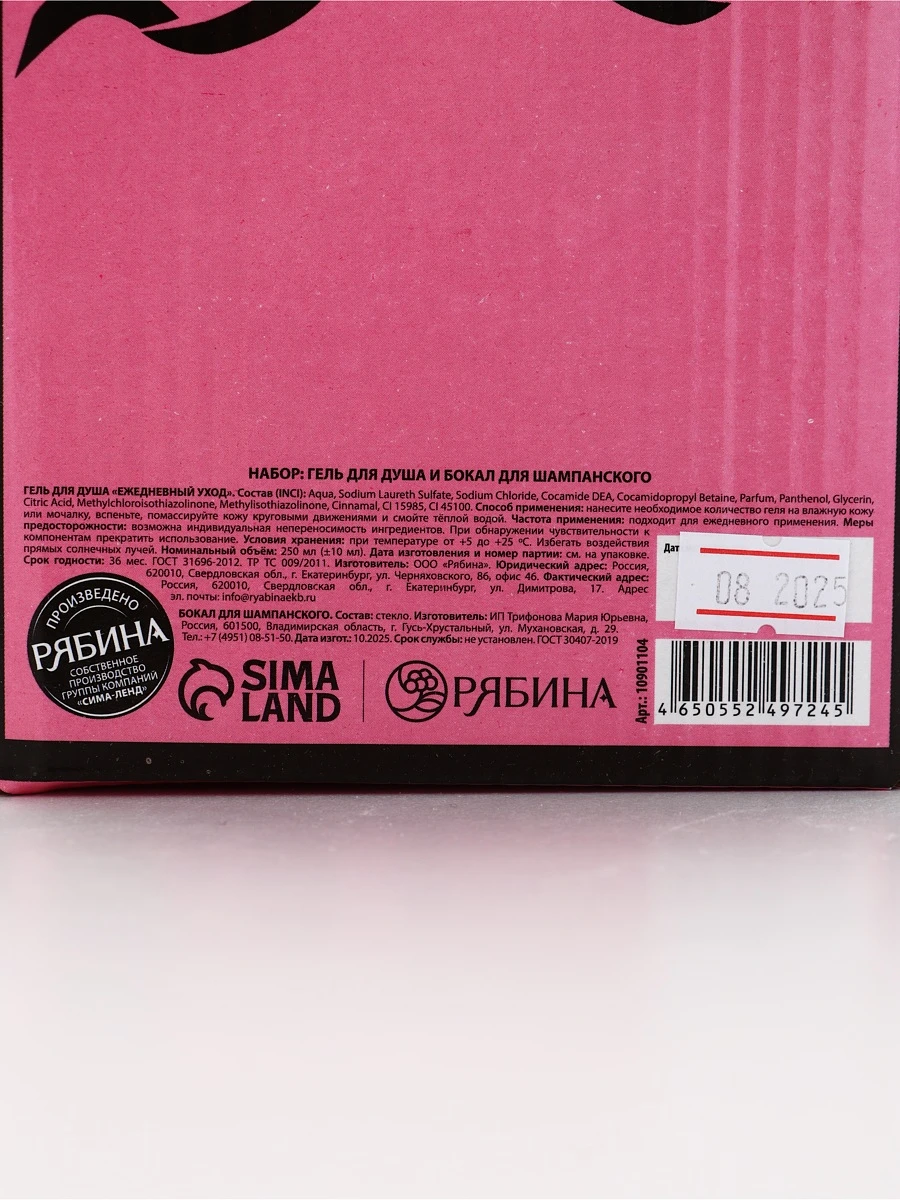 НАБОР: ГЕЛЬ ДЛЯ ДУША И БОКАЛ ДЛЯ ШАМПАНСКОГО
ГЕЛЬ ДЛЯ ДУША «ЕЖЕДНЕВНЫЙ УХОД». Состав (INCI): Aqua, Sodium Laureth Sulfate, Sodium Chloride, Cocamide DEA, Cocamidopropyl Betaine, Parfum, Panthenol, Glycerin,
Citric Acid, Methylchloroisothiazolinone, Methylisothiazolinone, Cinnamal, CI 15985, CI 45100. Способ применения: нанесите необходимое количество геля на влажную кожу
или мочалку, вспеньте, помассируйте кожу круговыми движениями и смойте тёплой водой. Частота применения: подходит для ежедневного применения. Меры
предосторожности: возможна индивидуальная непереносимость ингредиентов. При обнаружении чувствительности к
компонентам прекратить использование. Условия хранения: при температуре от +5 до +25 °С. Избегать воздействия
прямых солнечных лучей. Номинальный объём: 250 мл (±10 мл). Дата изготовления и номер партии: см. на упаковке.
Срок годности: 36 мес. ГОСТ 31696-2012. ТР ТС 009/2011. Изготовитель: ООО «Рябина». Юридический адрес: Россия,
620010, Свердловская обл., г. Екатеринбург, ул. Черняховского, 86, офис 46. Фактический адрес:
Россия, 620010, Свердловская обл., г. Екатеринбург, ул. Димитрова, 17. Адрес
эл. почты: info@ryabinaekb.ru
БОКАЛ ДЛЯ ШАМПАНСКОГО. Состав: стекло. Изготовитель: ИП Трифонова Мария Юрьевна,
Россия, 601500, Владимирская область, г. Гусь-Хрустальный, ул. Мухановская, д. 29.
Тел.: +7 (4951) 08-51-50. Дата изгот.: 10.2025. Срок службы: не установлен. ГОСТ 30407-2019
ПРОИЗВЕДЕНО
РЯБИНА
СОБСТВЕННОЕ
ПРОИЗВОДСТВО
ГРУППЫ КОМПАНИЙ
«СИМА-ЛЕНД»
SIMA
LAND
РЯБИНА
Дат
08 2025
Арт.: 10901104
4 650552 497245